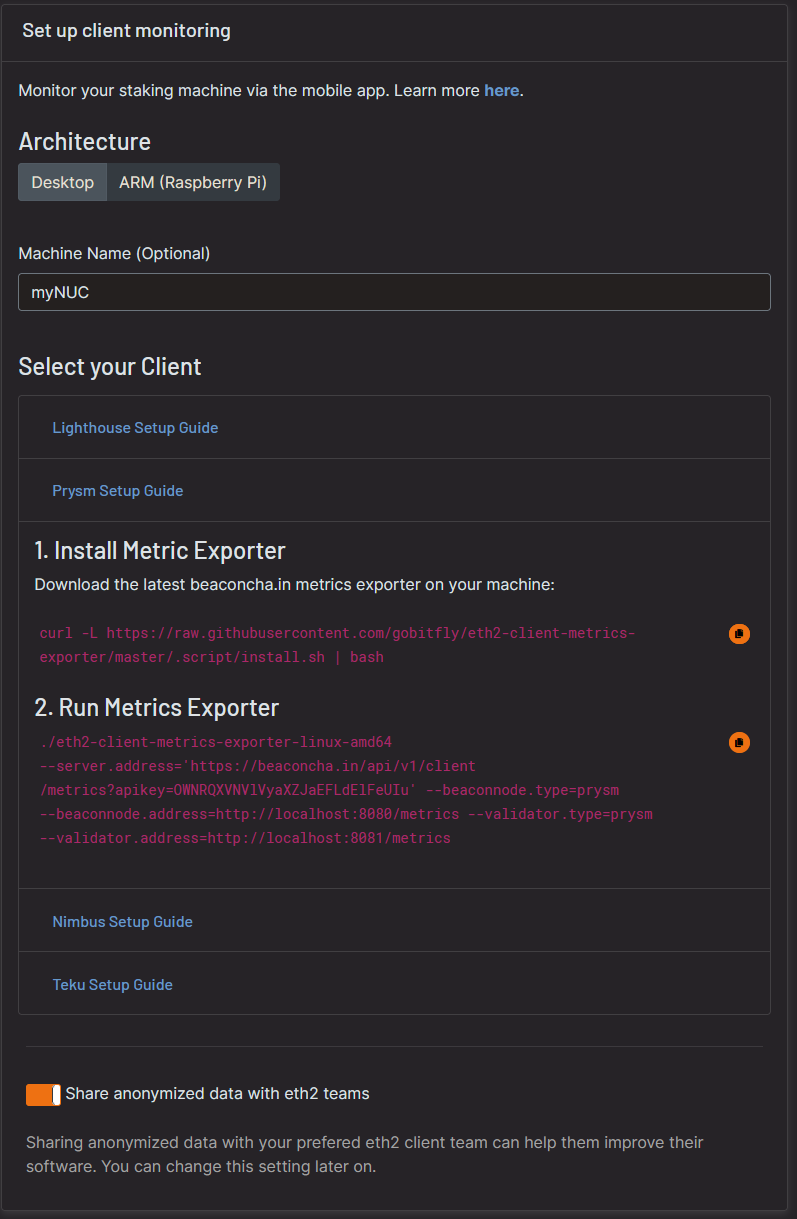 Set up client monitoring
Monitor your staking machine via the mobile app. Learn more here.
Architecture
Desktop
ARM (Raspberry Pi)
Machine Name (Optional)
myNUC
Select your Client
Lighthouse Setup Guide
Prysm Setup Guide
1. Install Metric Exporter
Download the latest beaconcha.in metrics exporter on your machine:
curl -L https://raw.githubusercontent.com/gobitfly/eth2-client-metrics-
exporter/master/.script/install.sh | bash
2. Run Metrics Exporter
./eth2-client-metrics-exporter-linux-amd64
--server.address='https://beaconcha.in/api/v1/client
/metrics?apikey=OWNRQXVNVlVyaXZJaEFLdElFeUIu' --beaconnode.type=prysm
--beaconnode.address=http://localhost:8080/metrics --validator.type=prysm
--validator.address=http://localhost:8081/metrics
Nimbus Setup Guide
Teku Setup Guide
Share anonymized data with eth2 teams
Sharing anonymized data with your prefered eth2 client team can help them improve their
software. You can change this setting later on.